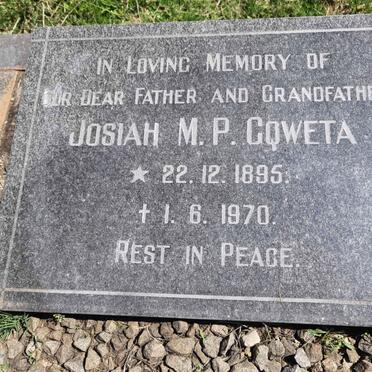 IN LOVING MEMORY OF
OUR DEAR FATHER AND GRANDFATHE
JOSIAH M. P. GQWETA
* 22. 12. 1895.
† 1. 6. 1970.
REST IN PEACE.